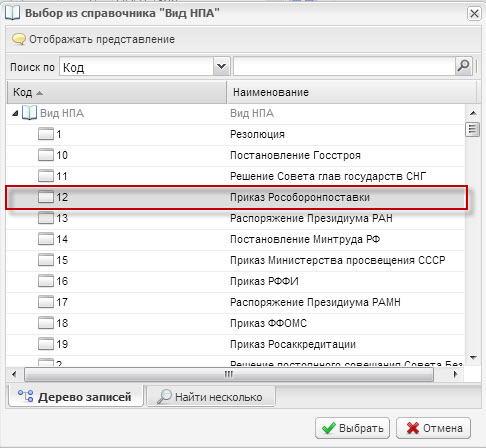 Выбор из справочника "Вид НПА"
Отображать представление
Поиск по Код
Код Наименование
Вид НПА Вид НПА
1 Резолюция
10 Постановление Госстроя
11 Решение Совета глав государств СНГ
12 Приказ Рособоронпоставки
13 Распоряжение Президиума РАН
14 Постановление Минтруда РФ
15 Приказ Министерства просвещения СССР
16 Приказ РФФИ
17 Распоряжение Президиума РАМН
18 Приказ ФФОМС
19 Приказ Росаккредитации
2 Решение постоянного совещания Совета Без
Дерево записей Найти несколько
Выбрать Отмена